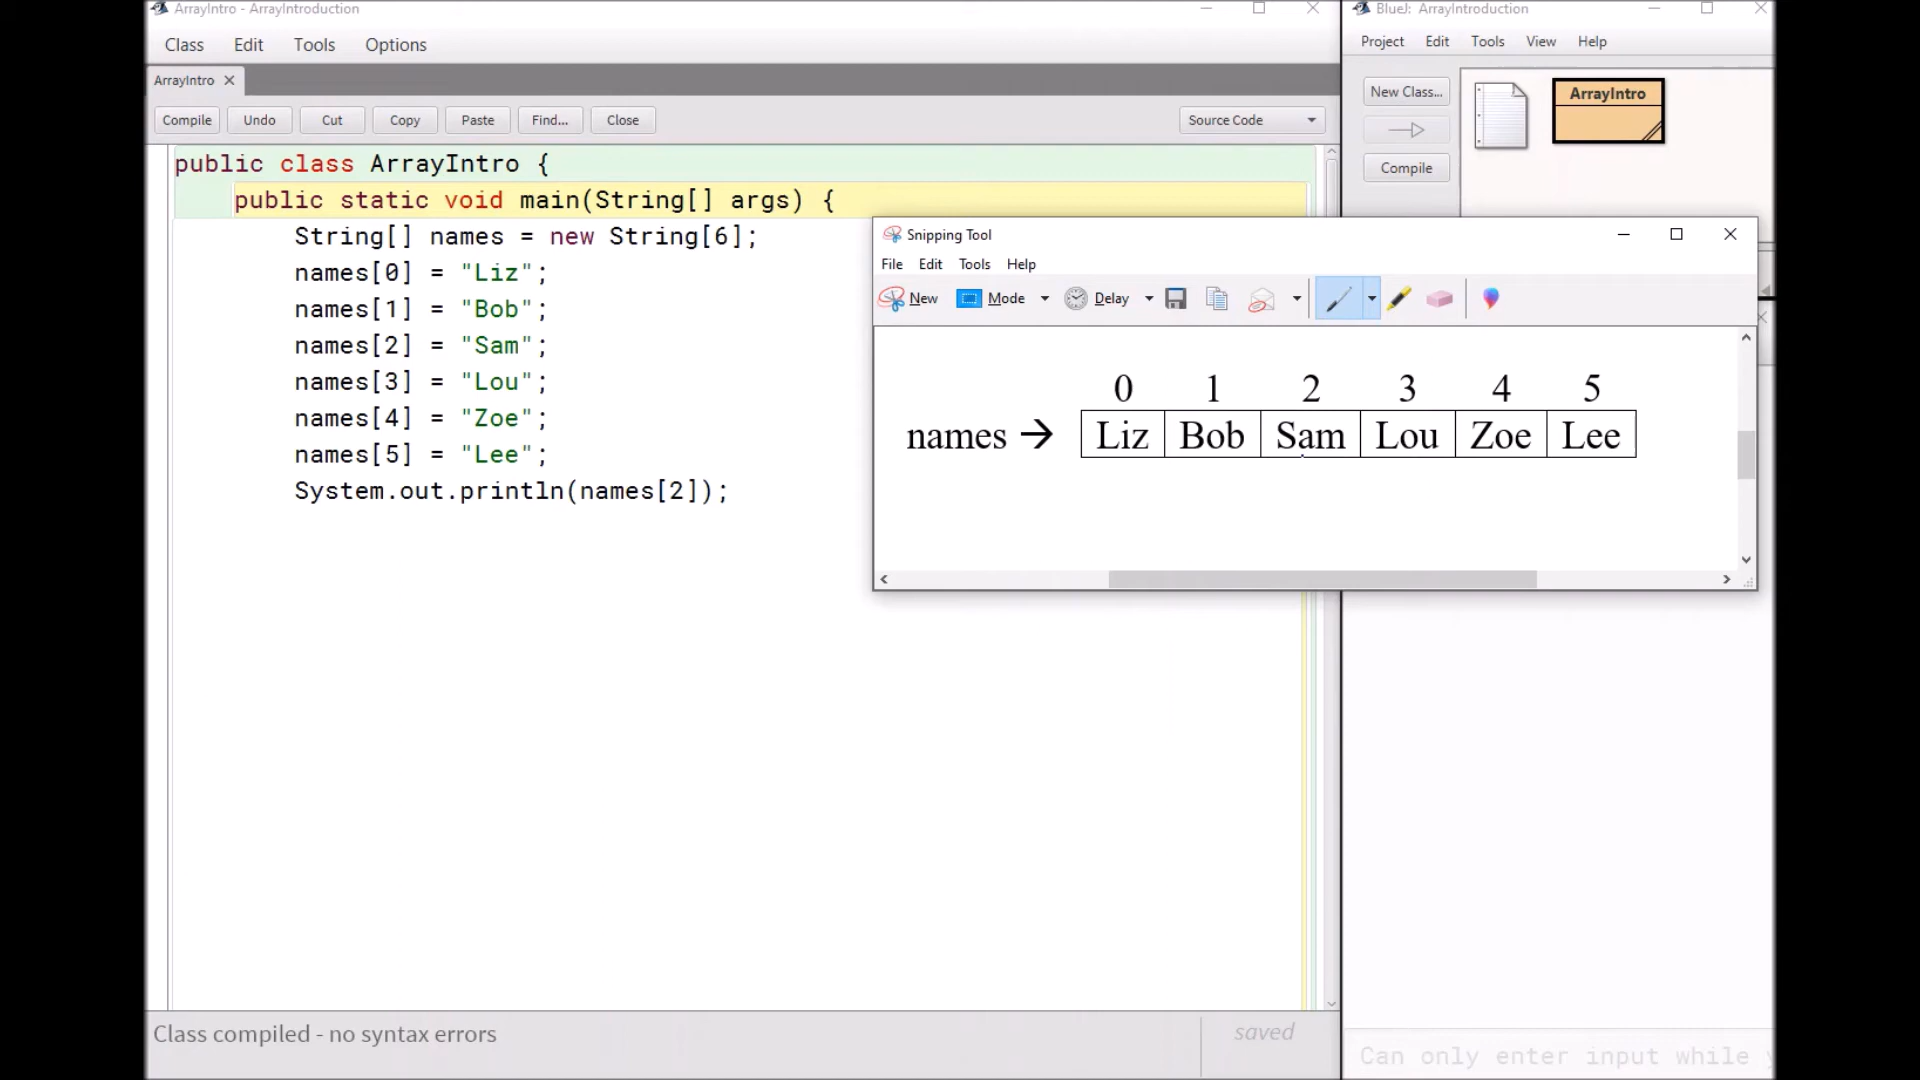 ArrayIntro - ArrayIntroduction
Class Edit Tools Options
ArrayIntro
Compile Undo Cut Copy Paste Find... Close Source Code
public class ArrayIntro {
public static void main(String[] args) {
String[] names = new String[6];
names[0] = "Liz";
names[1] = "Bob";
names[2] = "Sam";
names[3] = "Lou";
names[4] = "Zoe";
names[5] = "Lee";
System.out.println(names[2]);
Class compiled - no syntax errors
saved
BlueJ: ArrayIntroduction
Project Edit Tools View Help
New Class...
ArrayIntro
Compile
Snipping Tool
File Edit Tools Help
New Mode Delay
0 1 2 3 4 5
names → Liz Bob Sam Lou Zoe Lee
Can only enter input while